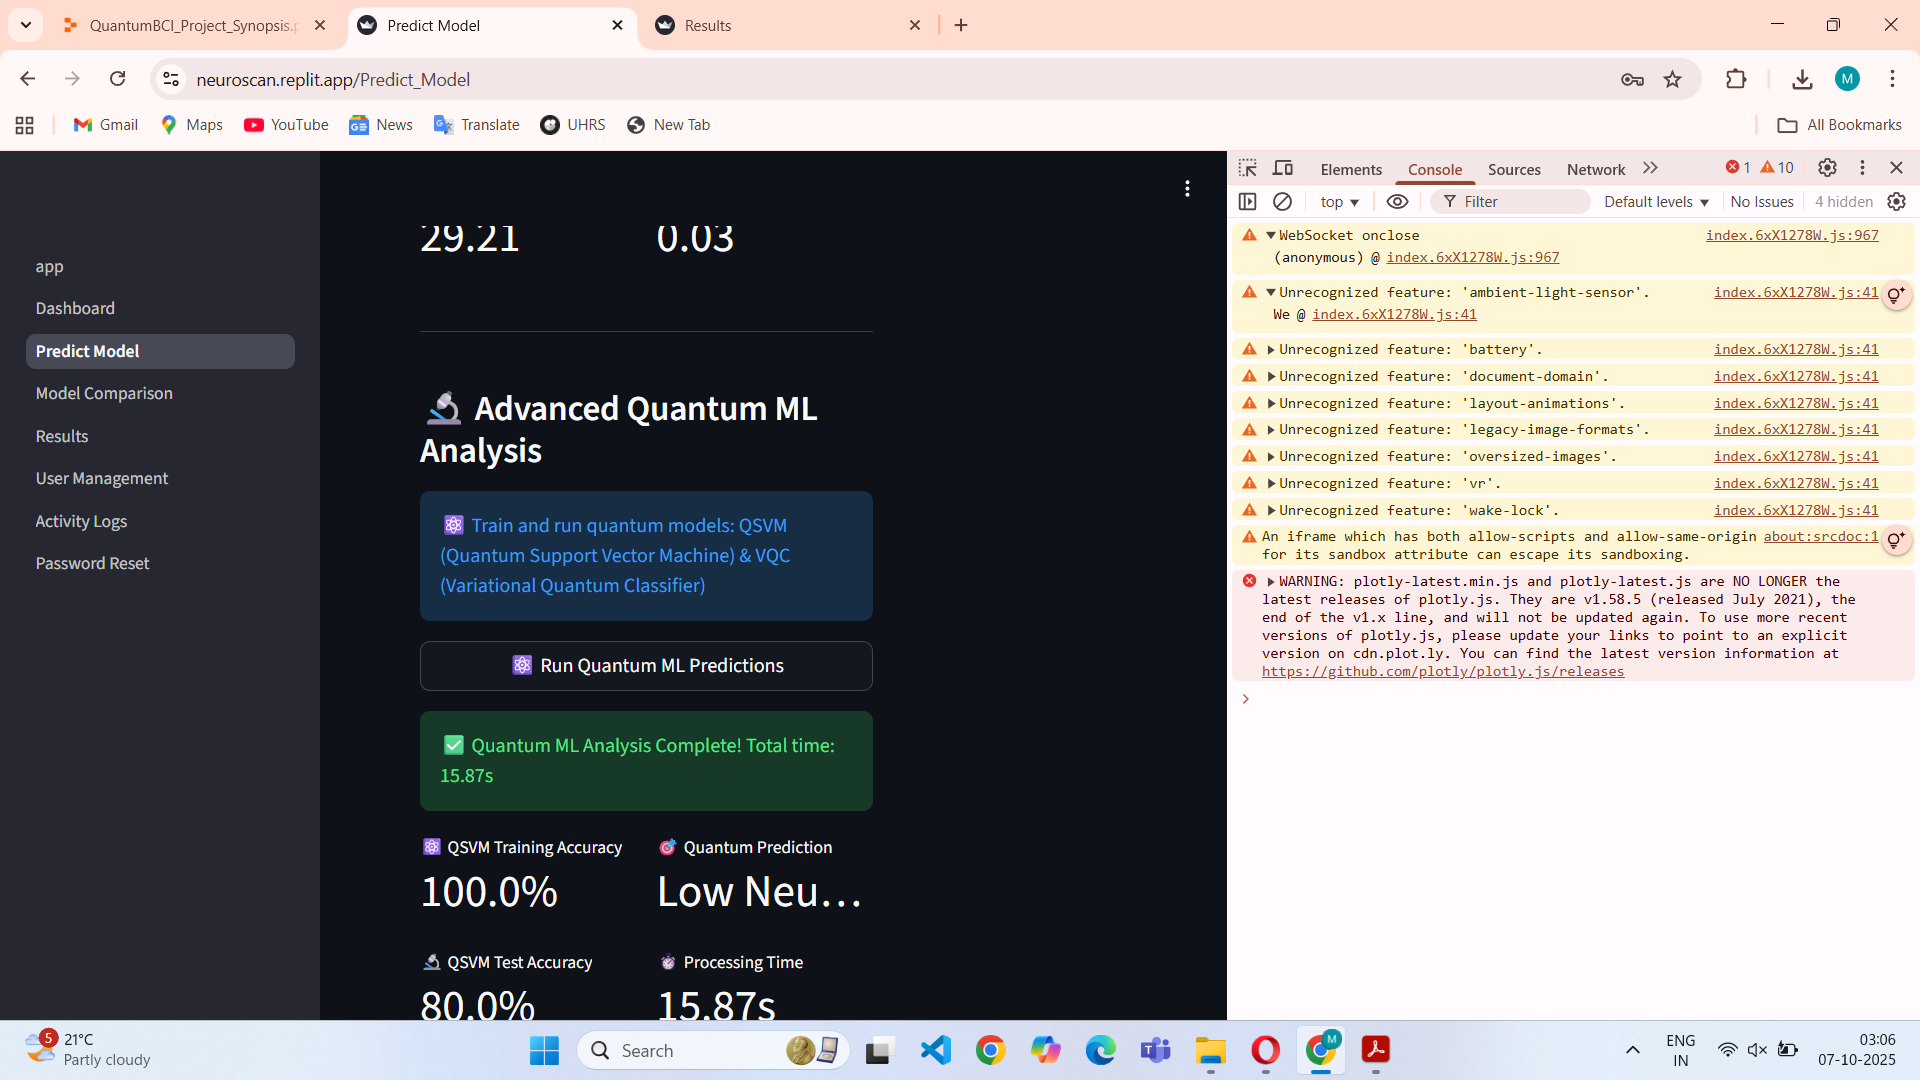 QuantumBCI_Project_Synopsis.p
Predict Model
Results
neuroscan.replit.app/Predict_Model
M
Gmail
Maps
YouTube
News
Translate
UHRS
New Tab
All Bookmarks
app
Dashboard
Predict Model
Model Comparison
Results
User Management
Activity Logs
Password Reset
29.21
0.03
🔬 Advanced Quantum ML
Analysis
⚛️ Train and run quantum models: QSVM
(Quantum Support Vector Machine) & VQC
(Variational Quantum Classifier)
⚛️ Run Quantum ML Predictions
✅ Quantum ML Analysis Complete! Total time:
15.87s
⚛️ QSVM Training Accuracy
100.0%
🎯 Quantum Prediction
Low Neu…
🔬 QSVM Test Accuracy
80.0%
⏰ Processing Time
15.87s
Elements Console Sources Network 1 10
top Filter Default levels No Issues 4 hidden
WebSocket onclose index.6xX1278W.js:967
(anonymous) @ index.6xX1278W.js:967
Unrecognized feature: 'ambient-light-sensor'. index.6xX1278W.js:41
We @ index.6xX1278W.js:41
Unrecognized feature: 'battery'. index.6xX1278W.js:41
Unrecognized feature: 'document-domain'. index.6xX1278W.js:41
Unrecognized feature: 'layout-animations'. index.6xX1278W.js:41
Unrecognized feature: 'legacy-image-formats'. index.6xX1278W.js:41
Unrecognized feature: 'oversized-images'. index.6xX1278W.js:41
Unrecognized feature: 'vr'. index.6xX1278W.js:41
Unrecognized feature: 'wake-lock'. index.6xX1278W.js:41
An iframe which has both allow-scripts and allow-same-origin about:srcdoc:1
for its sandbox attribute can escape its sandboxing.
WARNING: plotly-latest.min.js and plotly-latest.js are NO LONGER the
latest releases of plotly.js. They are v1.58.5 (released July 2021), the
end of the v1.x line, and will not be updated again. To use more recent
versions of plotly.js, please update your links to point to an explicit
version on cdn.plot.ly. You can find the latest version information at
https://github.com/plotly/plotly.js/releases
5
21°C
Partly cloudy
Search
M
ENG
IN
03:06
07-10-2025